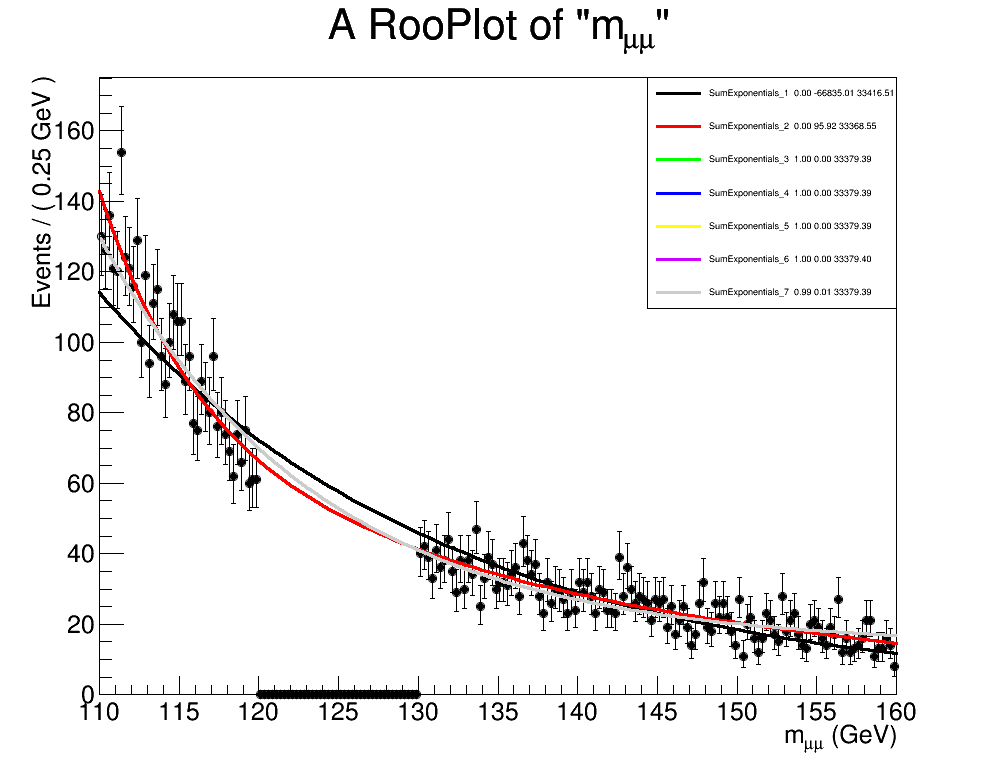 A RooPlot of "mμμ"
Events / ( 0.25 GeV )
160
140
120
100
80
60
40
20
0
110 115 120 125 130 135 140 145 150 155 160
mμμ (GeV)
SumExponentials_1 0.00 -66835.01 33416.51
SumExponentials_2 0.00 95.92 33368.55
SumExponentials_3 1.00 0.00 33379.39
SumExponentials_4 1.00 0.00 33379.39
SumExponentials_5 1.00 0.00 33379.39
SumExponentials_6 1.00 0.00 33379.40
SumExponentials_7 0.99 0.01 33379.39